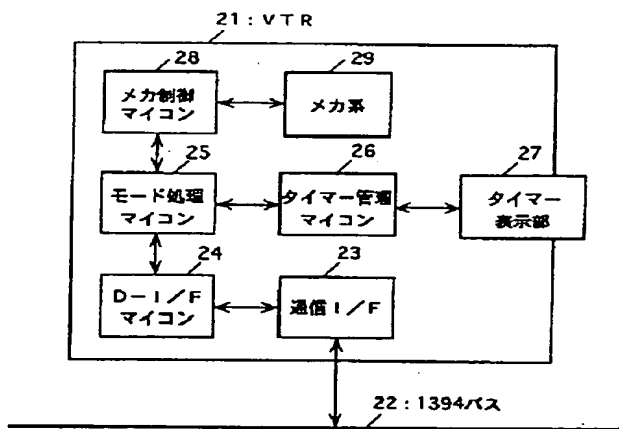 21：ＶＴＲ
28
29
メカ制御
マイコン
メカ系
25
26
27
モード処理
マイコン
タイマー管理
マイコン
タイマー
表示部
24
23
Ｄ－Ｉ／Ｆ
マイコン
通信Ｉ／Ｆ
22：1394バス